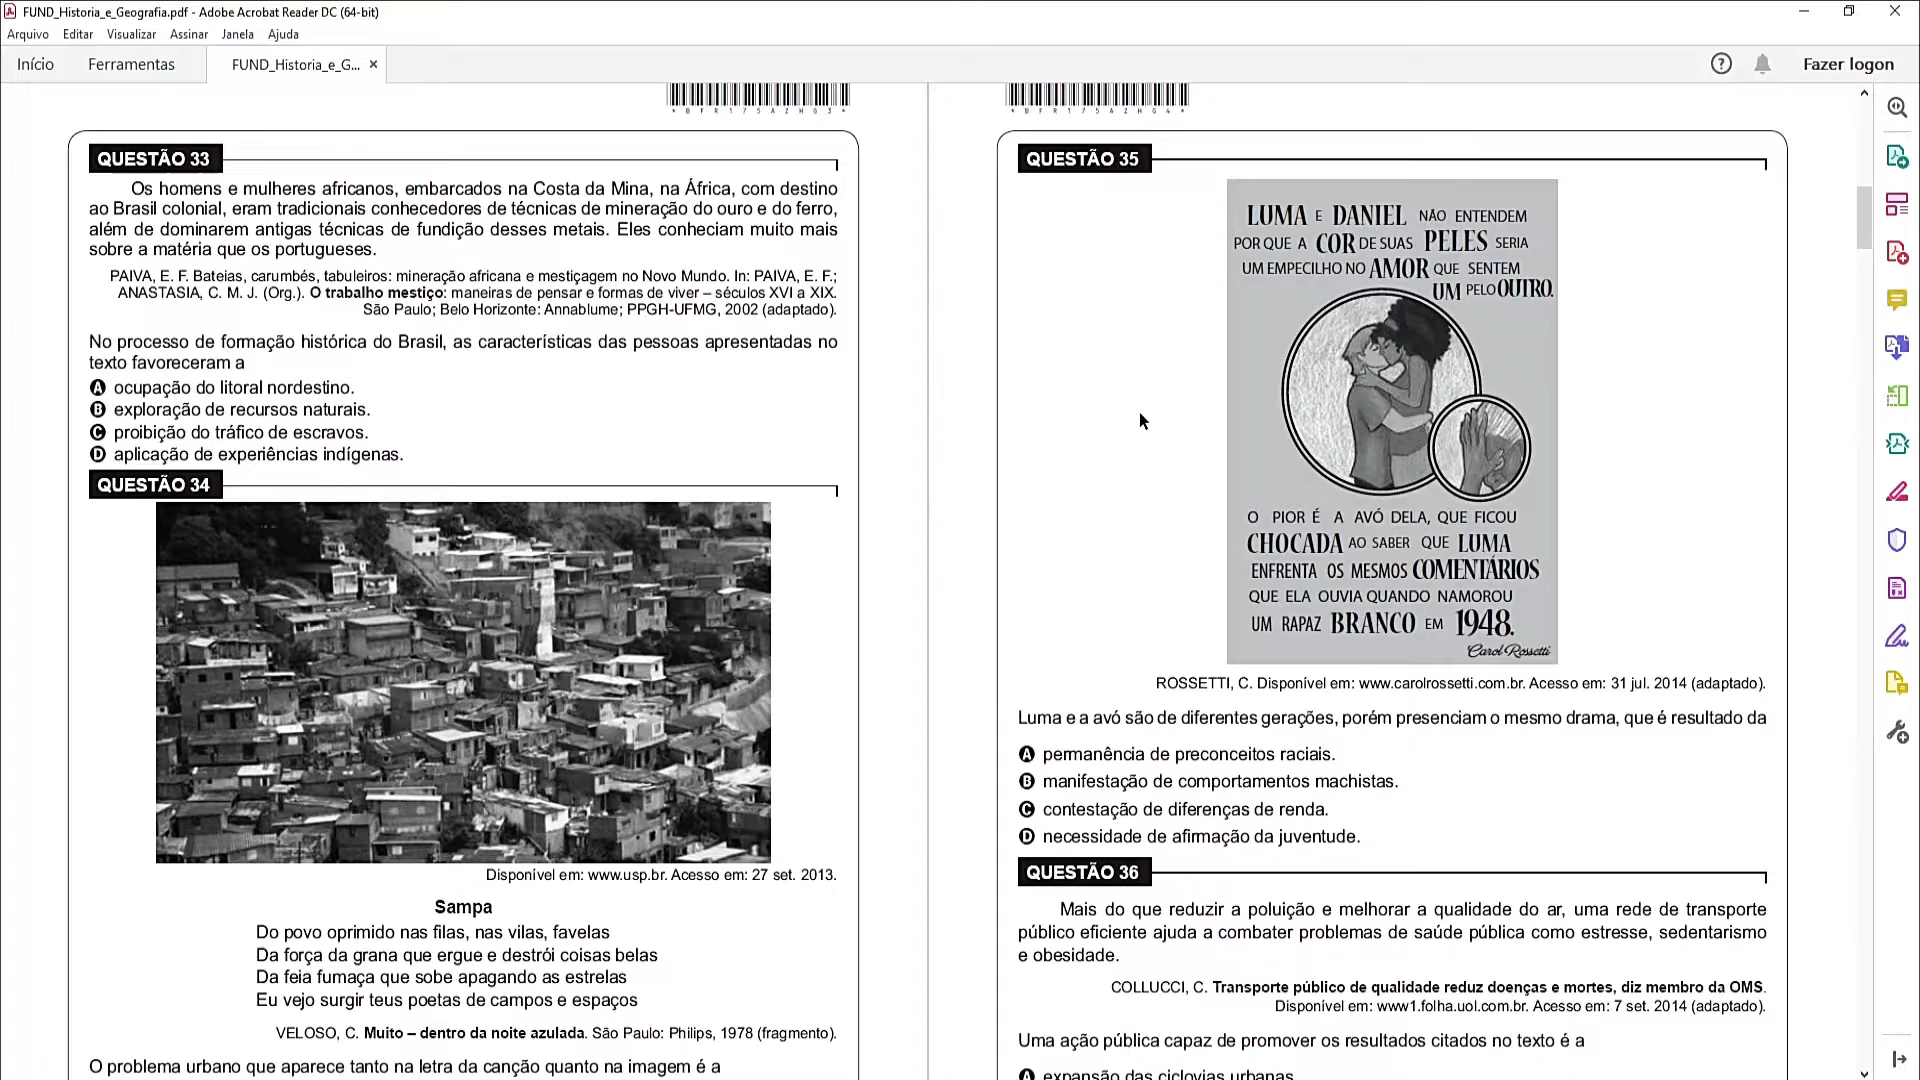 FUND_Historia_e_Geografia.pdf - Adobe Acrobat Reader DC (64-bit)
Arquivo Editar Visualizar Assinar Janela Ajuda
Início Ferramentas FUND_Historia_e_G... × Fazer logon
* B F R 1 7 5 A Z H G 3 *
QUESTÃO 33
Os homens e mulheres africanos, embarcados na Costa da Mina, na África, com destino
ao Brasil colonial, eram tradicionais conhecedores de técnicas de mineração do ouro e do ferro,
além de dominarem antigas técnicas de fundição desses metais. Eles conheciam muito mais
sobre a matéria que os portugueses.
PAIVA, E. F. Bateias, carumbés, tabuleiros: mineração africana e mestiçagem no Novo Mundo. In: PAIVA, E. F.;
ANASTASIA, C. M. J. (Org.). O trabalho mestiço: maneiras de pensar e formas de viver – séculos XVI a XIX.
São Paulo; Belo Horizonte: Annablume; PPGH-UFMG, 2002 (adaptado).
No processo de formação histórica do Brasil, as características das pessoas apresentadas no
texto favoreceram a
A ocupação do litoral nordestino.
B exploração de recursos naturais.
C proibição do tráfico de escravos.
D aplicação de experiências indígenas.
QUESTÃO 34
Disponível em: www.usp.br. Acesso em: 27 set. 2013.
Sampa
Do povo oprimido nas filas, nas vilas, favelas
Da força da grana que ergue e destrói coisas belas
Da feia fumaça que sobe apagando as estrelas
Eu vejo surgir teus poetas de campos e espaços
VELOSO, C. Muito – dentro da noite azulada. São Paulo: Philips, 1978 (fragmento).
O problema urbano que aparece tanto na letra da canção quanto na imagem é a
* B F R 1 7 5 A Z H G 4 *
QUESTÃO 35
LUMA E DANIEL NÃO ENTENDEM
POR QUE A COR DE SUAS PELES SERIA
UM EMPECILHO NO AMOR QUE SENTEM
UM PELO OUTRO.
O PIOR É A AVÓ DELA, QUE FICOU
CHOCADA AO SABER QUE LUMA
ENFRENTA OS MESMOS COMENTÁRIOS
QUE ELA OUVIA QUANDO NAMOROU
UM RAPAZ BRANCO EM 1948.
Carol Rossetti
ROSSETTI, C. Disponível em: www.carolrossetti.com.br. Acesso em: 31 jul. 2014 (adaptado).
Luma e a avó são de diferentes gerações, porém presenciam o mesmo drama, que é resultado da
A permanência de preconceitos raciais.
B manifestação de comportamentos machistas.
C contestação de diferenças de renda.
D necessidade de afirmação da juventude.
QUESTÃO 36
Mais do que reduzir a poluição e melhorar a qualidade do ar, uma rede de transporte
público eficiente ajuda a combater problemas de saúde pública como estresse, sedentarismo
e obesidade.
COLLUCCI, C. Transporte público de qualidade reduz doenças e mortes, diz membro da OMS.
Disponível em: www1.folha.uol.com.br. Acesso em: 7 set. 2014 (adaptado).
Uma ação pública capaz de promover os resultados citados no texto é a
A expansão das ciclovias urbanas.